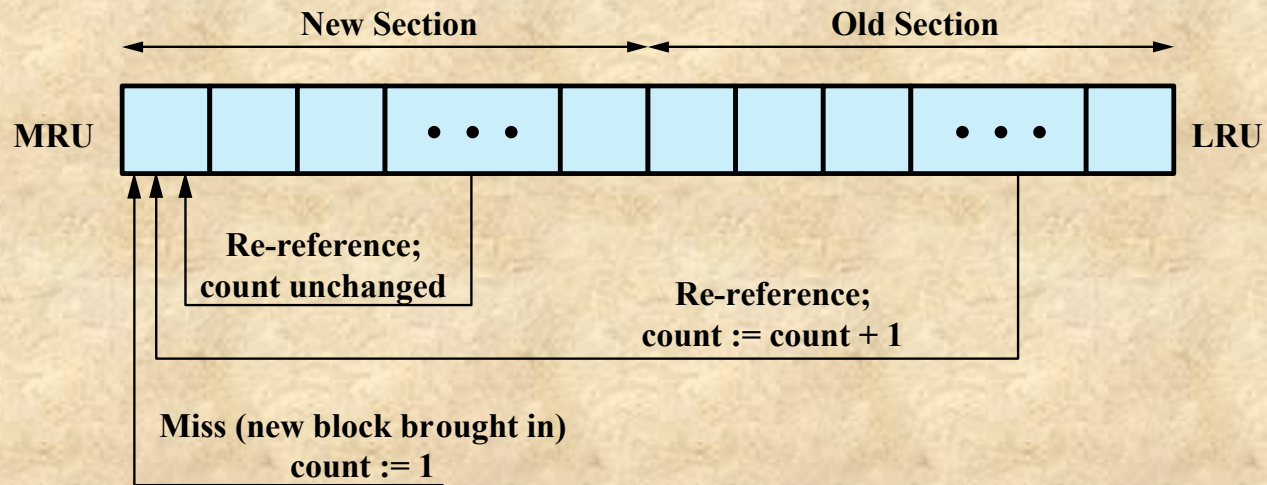 New Section
Old Section
MRU
• • •
• • •
LRU
Re-reference;
count unchanged
Re-reference;
count := count + 1
Miss (new block brought in)
count := 1